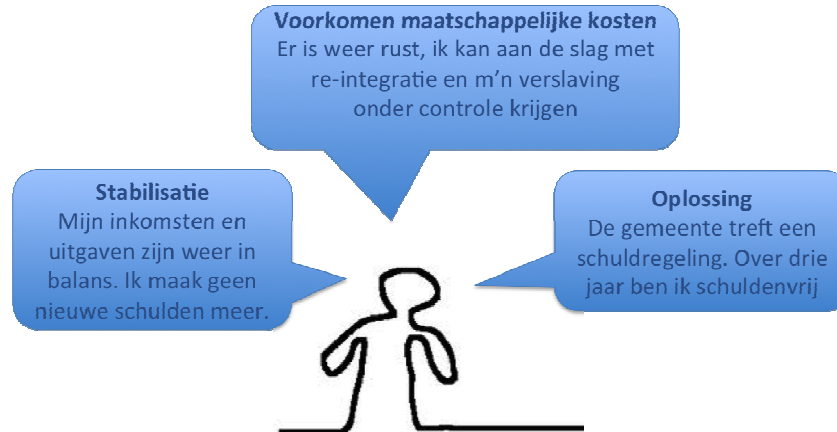 Voorkomen maatschappelijke kosten
Er is weer rust, ik kan aan de slag met
re-integratie en m'n verslaving
onder controle krijgen
Stabilisatie
Mijn inkomsten en
uitgaven zijn weer in
balans. Ik maak geen
nieuwe schulden meer.
Oplossing
De gemeente treft een
schuldregeling. Over drie
jaar ben ik schuldenvrij